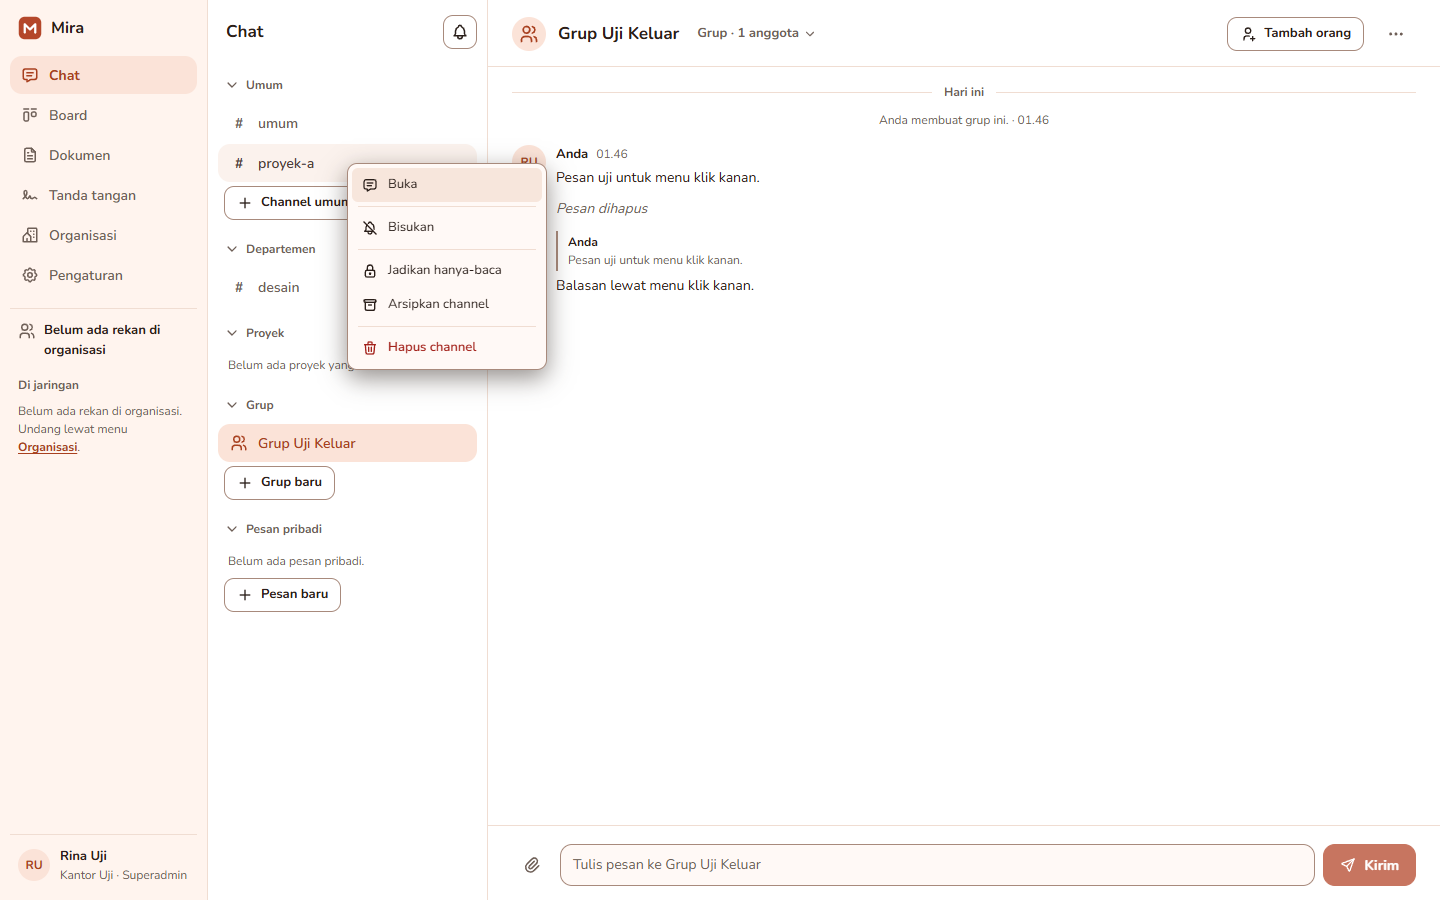 Mira
Chat
Board
Dokumen
Tanda tangan
Organisasi
Pengaturan
Belum ada rekan di
organisasi
Di jaringan
Belum ada rekan di organisasi.
Undang lewat menu
Organisasi.
RU
Rina Uji
Kantor Uji · Superadmin
Chat
Umum
# umum
# proyek-a
+ Channel umum
Departemen
# desain
Proyek
Belum ada proyek yang
Grup
Grup Uji Keluar
+ Grup baru
Pesan pribadi
Belum ada pesan pribadi.
+ Pesan baru
Buka
Bisukan
Jadikan hanya-baca
Arsipkan channel
Hapus channel
Grup Uji Keluar
Grup · 1 anggota
Tambah orang
Hari ini
Anda membuat grup ini. · 01.46
RU
Anda 01.46
Pesan uji untuk menu klik kanan.
Pesan dihapus
Anda
Pesan uji untuk menu klik kanan.
Balasan lewat menu klik kanan.
Tulis pesan ke Grup Uji Keluar
Kirim